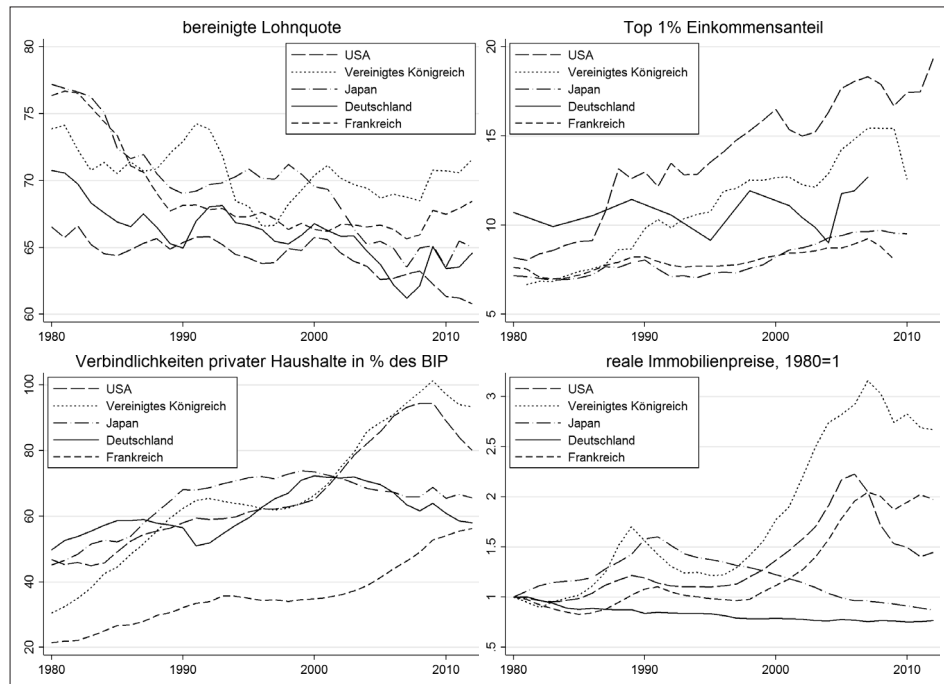 bereinigte Lohnquote
80
75
70
65
60
1980
1990
2000
2010
USA
Vereinigtes Königreich
Japan
Deutschland
Frankreich
Top 1% Einkommensanteil
20
15
10
5
1980
1990
2000
2010
USA
Vereinigtes Königreich
Japan
Deutschland
Frankreich
Verbindlichkeiten privater Haushalte in % des BIP
100
80
60
40
20
1980
1990
2000
2010
USA
Vereinigtes Königreich
Japan
Deutschland
Frankreich
reale Immobilienpreise, 1980=1
3
2.5
2
1.5
1
.5
1980
1990
2000
2010
USA
Vereinigtes Königreich
Japan
Deutschland
Frankreich